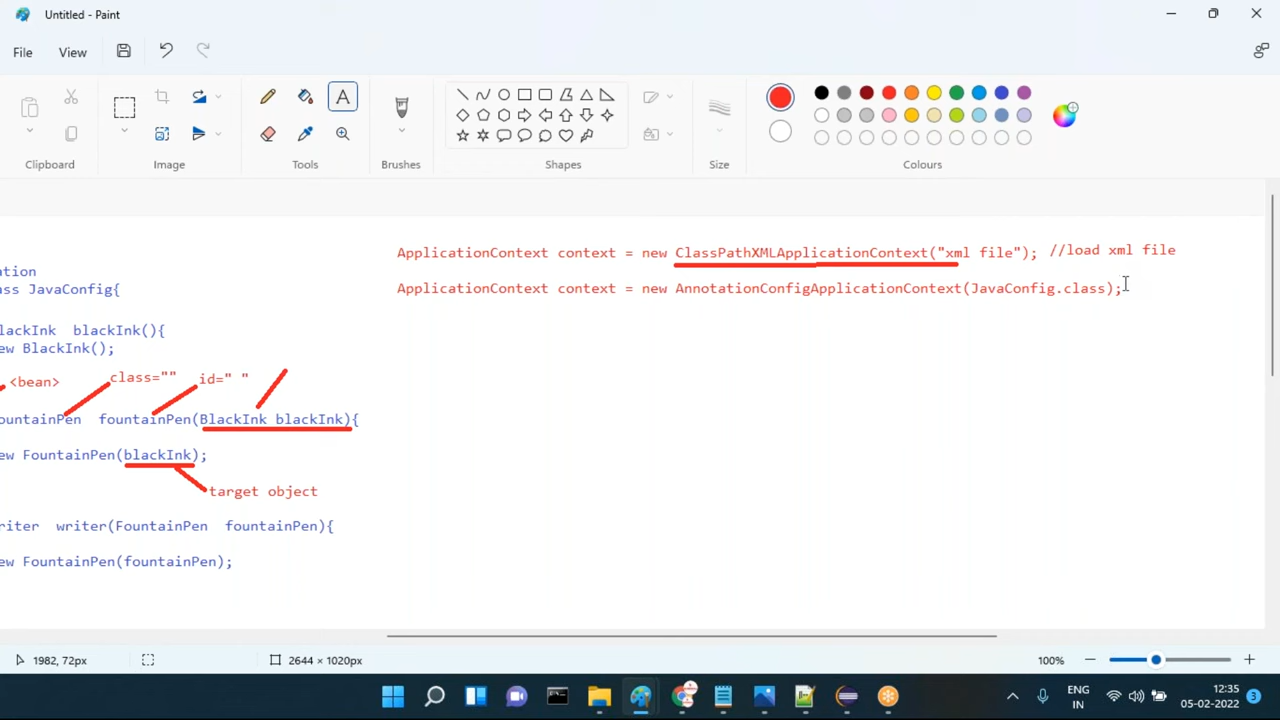 Untitled - Paint
File View
Clipboard
Image
Tools
Brushes
Shapes
Size
Colours
ation
ss JavaConfig{
lackInk blackInk(){
ew BlackInk();
<bean> class="" id=" "
ountainPen fountainPen(BlackInk blackInk){
ew FountainPen(blackInk);
target object
riter writer(FountainPen fountainPen){
ew FountainPen(fountainPen);
ApplicationContext context = new ClassPathXMLApplicationContext("xml file"); //load xml file
ApplicationContext context = new AnnotationConfigApplicationContext(JavaConfig.class);
1982, 72px
2644 × 1020px
100%
ENG
IN
12:35
05-02-2022
3